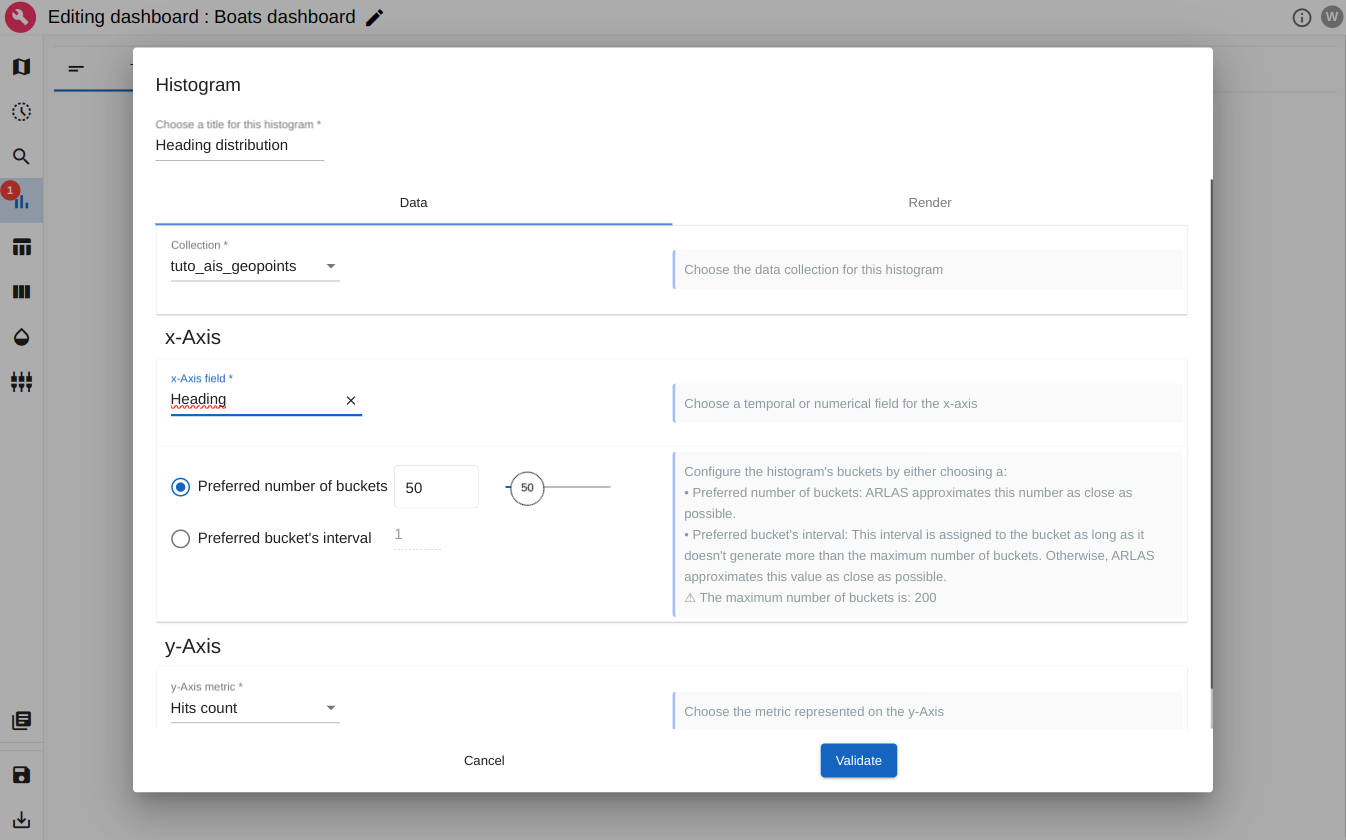 Editing dashboard : Boats dashboard
W
1
Histogram
Choose a title for this histogram *
Heading distribution
Data
Render
Collection *
tuto_ais_geopoints
Choose the data collection for this histogram
x-Axis
x-Axis field *
Heading
Choose a temporal or numerical field for the x-axis
Preferred number of buckets
50
50
Preferred bucket's interval
1
Configure the histogram's buckets by either choosing a:
• Preferred number of buckets: ARLAS approximates this number as close as
possible.
• Preferred bucket's interval: This interval is assigned to the bucket as long as it
doesn't generate more than the maximum number of buckets. Otherwise, ARLAS
approximates this value as close as possible.
⚠ The maximum number of buckets is: 200
y-Axis
y-Axis metric *
Hits count
Choose the metric represented on the y-Axis
Cancel
Validate